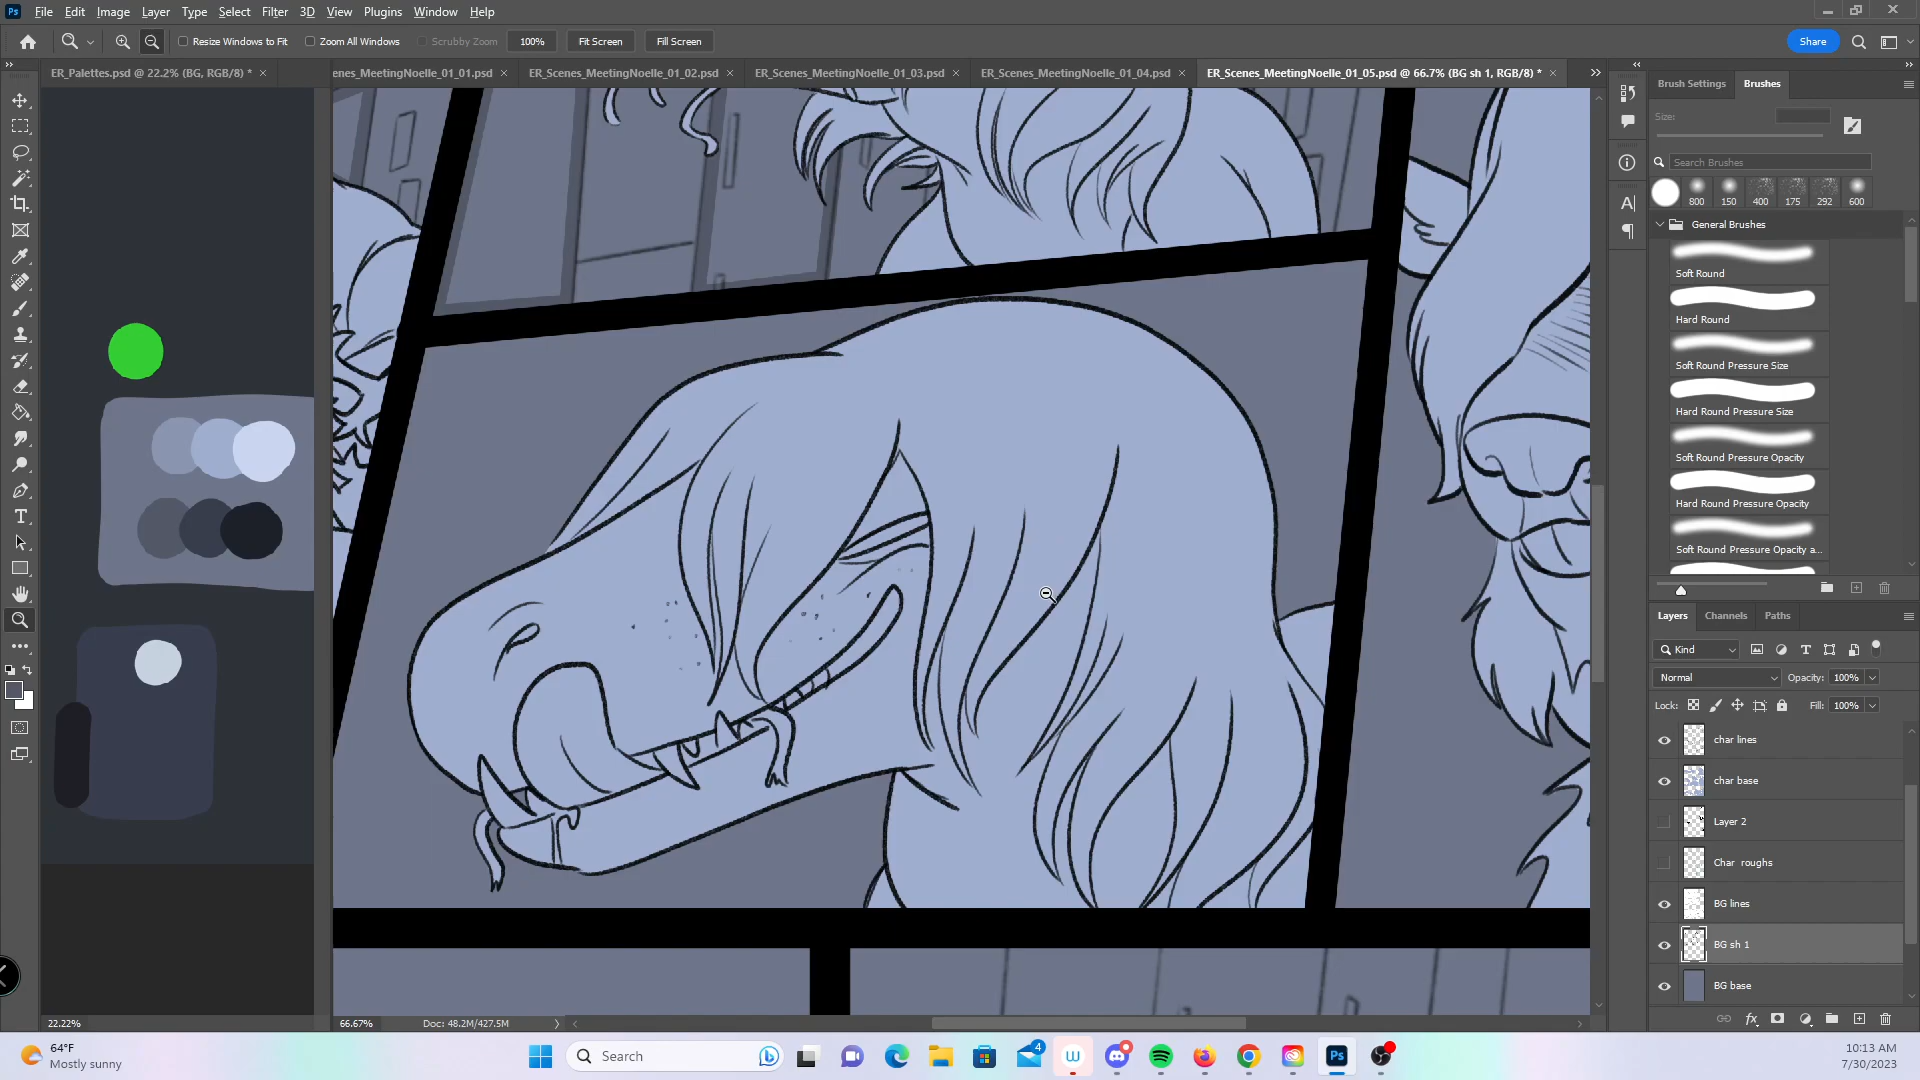 Ps File Edit Image Layer Type Select Filter 3D View Plugins Window Help
Resize Windows to Fit Zoom All Windows Scrubby Zoom 100% Fit Screen Fill Screen Share
ER_Palettes.psd @ 22.2% (BG, RGB/8) * enes_MeetingNoelle_01_01.psd ER_Scenes_MeetingNoelle_01_02.psd ER_Scenes_MeetingNoelle_01_03.psd ER_Scenes_MeetingNoelle_01_04.psd ER_Scenes_MeetingNoelle_01_05.psd @ 66.7% (BG sh 1, RGB/8) *
Brush Settings Brushes
Size:
Search Brushes
800 150 400 175 292 600
General Brushes
Soft Round
Hard Round
Soft Round Pressure Size
Hard Round Pressure Size
Soft Round Pressure Opacity
Hard Round Pressure Opacity
Soft Round Pressure Opacity a...
Layers Channels Paths
Kind
Normal Opacity: 100%
Lock: Fill: 100%
char lines
char base
Layer 2
Char roughs
BG lines
BG sh 1
BG base
22.22% 66.67% Doc: 48.2M/427.5M
64°F
Mostly sunny
Search
4
Ps
10:13 AM
7/30/2023